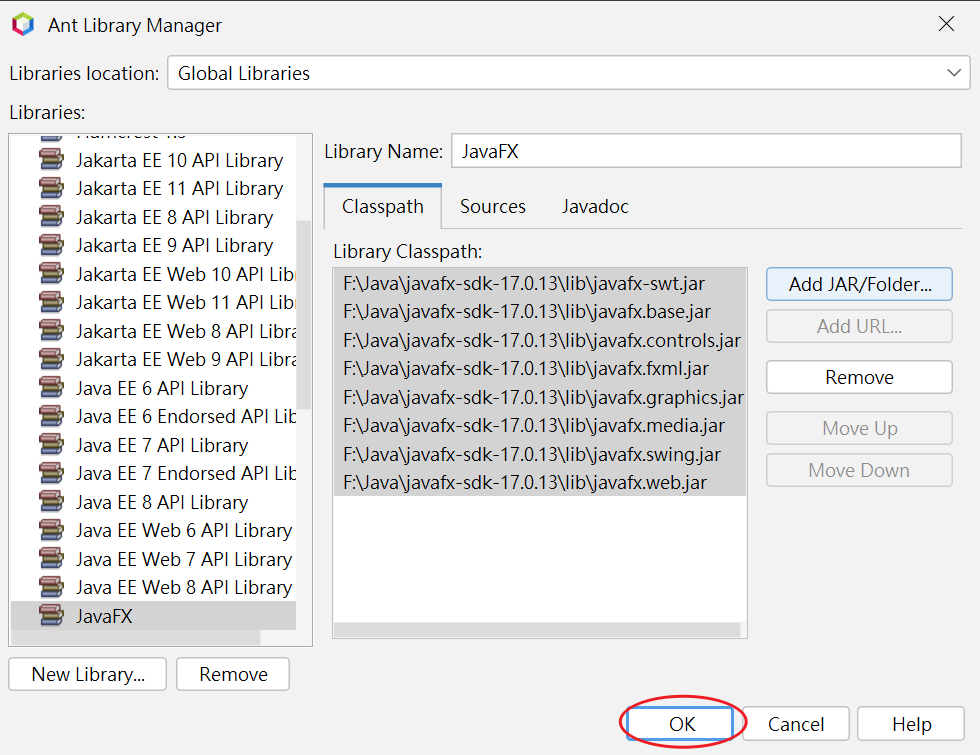 Ant Library Manager
Libraries location: Global Libraries
Libraries:
Library Name: JavaFX
Jakarta EE 10 API Library
Jakarta EE 11 API Library
Jakarta EE 8 API Library
Jakarta EE 9 API Library
Jakarta EE Web 10 API Lib
Jakarta EE Web 11 API Lib
Jakarta EE Web 8 API Libra
Jakarta EE Web 9 API Libra
Java EE 6 API Library
Java EE 6 Endorsed API Lib
Java EE 7 API Library
Java EE 7 Endorsed API Lib
Java EE 8 API Library
Java EE Web 6 API Library
Java EE Web 7 API Library
Java EE Web 8 API Library
JavaFX
Classpath Sources Javadoc
Library Classpath:
F:\Java\javafx-sdk-17.0.13\lib\javafx-swt.jar
F:\Java\javafx-sdk-17.0.13\lib\javafx.base.jar
F:\Java\javafx-sdk-17.0.13\lib\javafx.controls.jar
F:\Java\javafx-sdk-17.0.13\lib\javafx.fxml.jar
F:\Java\javafx-sdk-17.0.13\lib\javafx.graphics.jar
F:\Java\javafx-sdk-17.0.13\lib\javafx.media.jar
F:\Java\javafx-sdk-17.0.13\lib\javafx.swing.jar
F:\Java\javafx-sdk-17.0.13\lib\javafx.web.jar
Add JAR/Folder...
Add URL...
Remove
Move Up
Move Down
New Library... Remove
OK Cancel Help